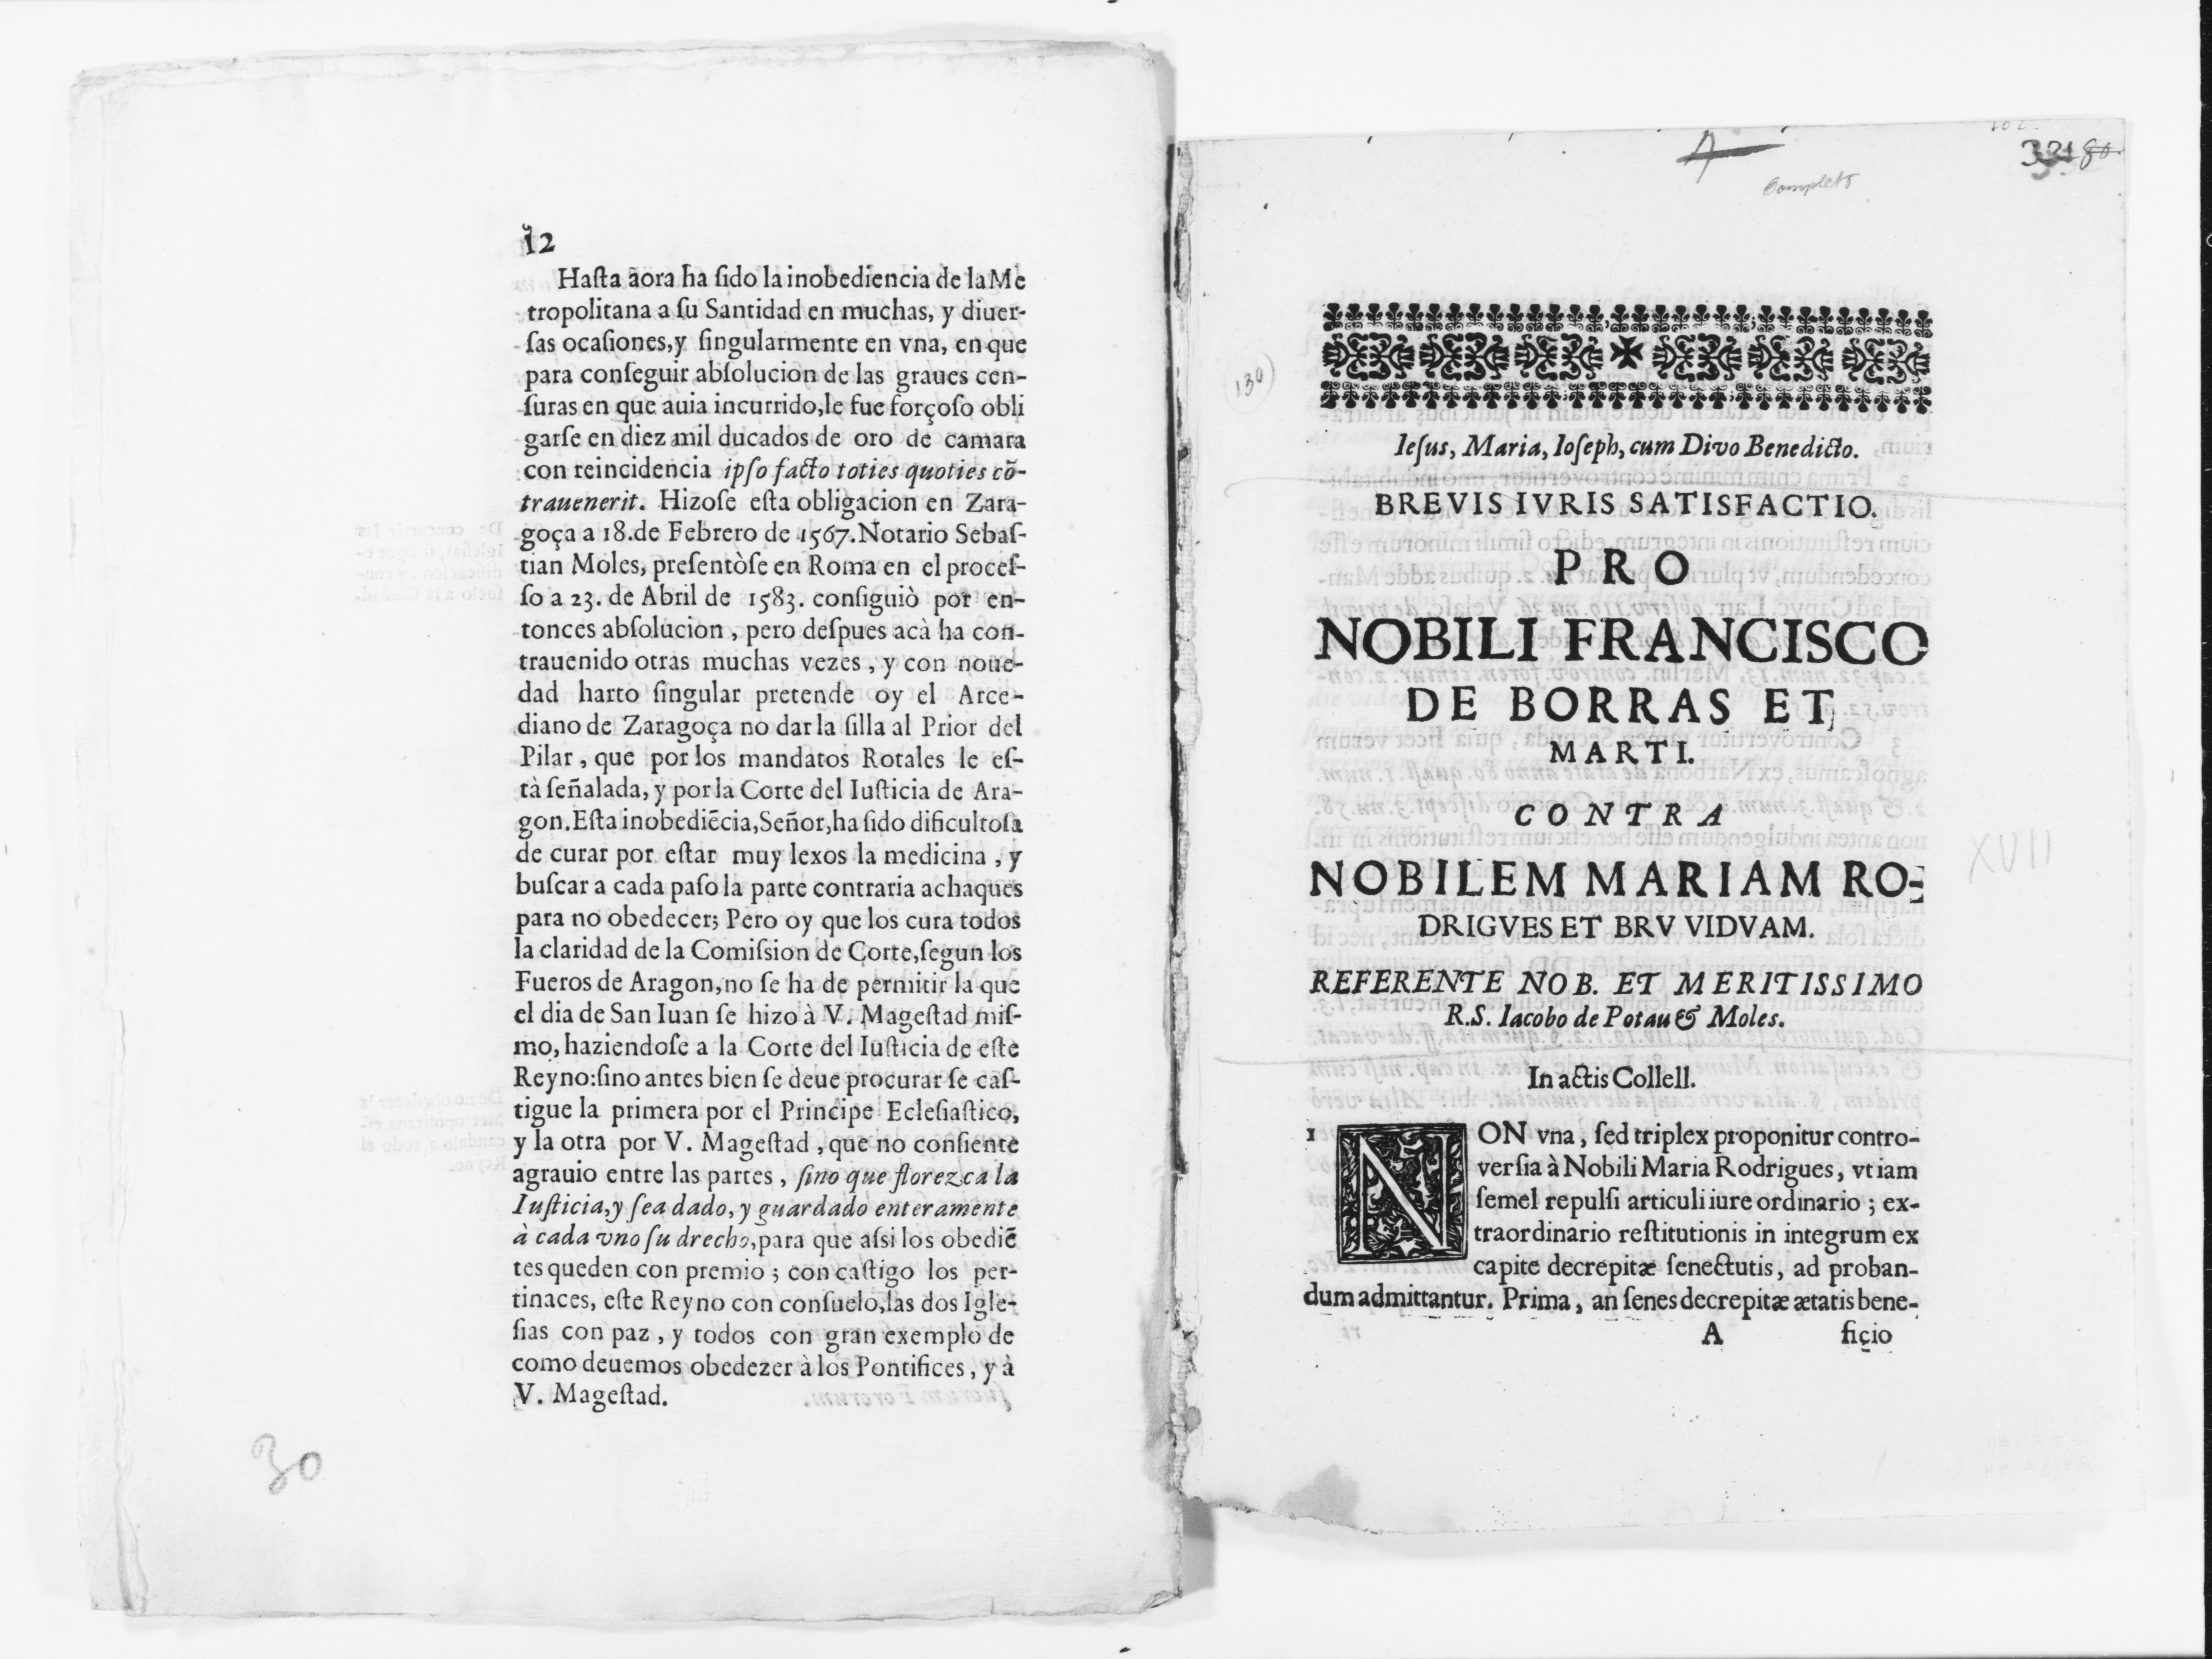 12
Haſta aora ha ſido la inobediencia de la Me
tropolitana a ſu Santidad en muchas, y diuer-
ſas ocaſiones, y ſingularmente en vna, en que
para conſeguir abſolucion de las graues cen-
ſuras en que auia incurrido, le fue forçoſo obli
garſe en diez mil ducados de oro de camara
con reincidencia ipſo facto toties quoties cõ-
trauenerit. Hizoſe eſta obligacion en Zara-
goça a 18. de Febrero de 1567. Notario Sebaſ-
tian Moles, preſentòſe en Roma en el proceſ-
ſo a 23. de Abril de 1583. conſiguiò por en-
tonces abſolucion, pero deſpues acà ha con-
trauenido otras muchas vezes, y con noue-
dad harto ſingular pretende oy el Arce-
diano de Zaragoça no dar la ſilla al Prior del
Pilar, que por los mandatos Rotales le eſ-
tà ſeñalada, y por la Corte del Iuſticia de Ara-
gon. Eſta inobediẽcia, Señor, ha ſido dificultoſa
de curar por eſtar muy lexos la medicina, y
buſcar a cada paſo la parte contraria achaques
para no obedecer; Pero oy que los cura todos
la claridad de la Comiſsion de Corte, ſegun los
Fueros de Aragon, no ſe ha de permitir la que
el dia de San Iuan ſe hizo à V. Mageſtad miſ-
mo, haziendoſe a la Corte del Iuſticia de eſte
Reyno: ſino antes bien ſe deue procurar ſe caſ-
tigue la primera por el Principe Ecleſiaſtico,
y la otra por V. Mageſtad, que no conſiente
agrauio entre las partes, ſino que florezca la
Iuſticia, y ſea dado, y guardado enteramente
à cada vno ſu drecho, para que aſsi los obediẽ
tes queden con premio; con caſtigo los per-
tinaces, eſte Reyno con conſuelo, las dos Igle-
ſias con paz, y todos con gran exemplo de
como deuemos obedezer à los Pontifices, y à
V. Mageſtad.
30
Completo
80
130
Ieſus, Maria, Ioſeph, cum Divo Benedicto.
BREVIS IVRIS SATISFACTIO.
PRO
NOBILI FRANCISCO
DE BORRAS ET
MARTI.
CONTRA
NOBILEM MARIAM RO-
DRIGVES ET BRV VIDVAM.
XVII
REFERENTE NOB. ET MERITISSIMO
R.S. Iacobo de Potau & Moles.
In actis Collell.
1 NON vna, ſed triplex proponitur contro-
verſia à Nobili Maria Rodrigues, vt iam
ſemel repulſi articuli iure ordinario; ex-
traordinario reſtitutionis in integrum ex
capite decrepitæ ſenectutis, ad proban-
dum admittantur. Prima, an ſenes decrepitæ ætatis bene-
A ficio